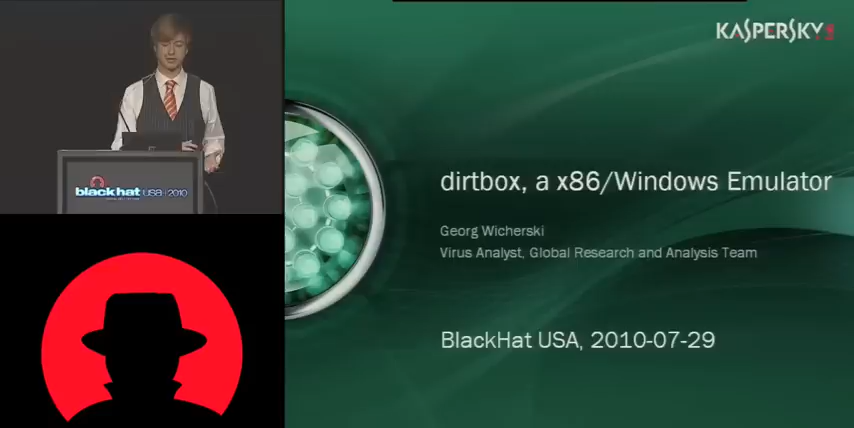 KASPERSKY
dirtbox, a x86/Windows Emulator
Georg Wicherski
Virus Analyst, Global Research and Analysis Team
BlackHat USA, 2010-07-29
black hat USA + 2010